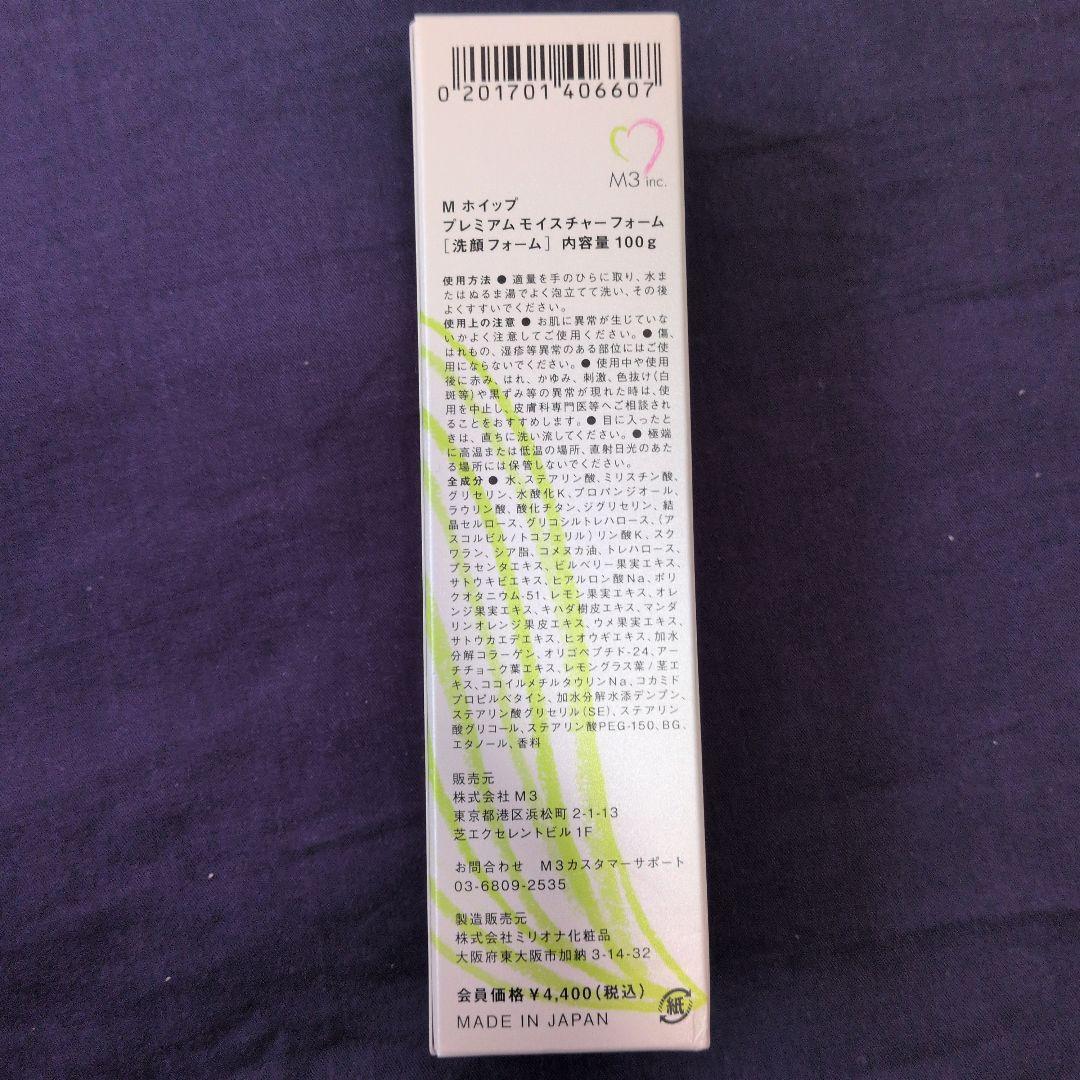 0 201701 406607
M3 inc.
M ホイップ
プレミアム モイスチャーフォーム
［洗顔フォーム］ 内容量 100g
使用方法 ● 適量を手のひらに取り、水
またはぬるま湯でよく泡立てて洗い、その後
よくすすいでください。
使用上の注意 ● お肌に異常が生じていな
いかよく注意してご使用ください。● 傷、
はれもの、湿疹等異常のある部位にはご使
用にならないでください。● 使用中や使用
後に赤み、はれ、かゆみ、刺激、色抜け（白
斑等）や黒ずみ等の異常が現れた時は、使
用を中止し、皮膚科専門医等へご相談され
ることをおすすめします。● 目に入ったと
きは、直ちに洗い流してください。● 極端
に高温または低温の場所、直射日光のあた
る場所には保管しないでください。
全成分 ● 水、ステアリン酸、ミリスチン酸、
グリセリン、水酸化K、プロパンジオール、
ラウリン酸、酸化チタン、ジグリセリン、結
晶セルロース、グリコシルトレハロース、（ア
スコルビル / トコフェリル）リン酸K、スク
ワラン、シア脂、コメヌカ油、トレハロース、
プラセンタエキス、ビルベリー果実エキス、
サトウキビエキス、ヒアルロン酸Na、ポリ
クオタニウム-51、レモン果実エキス、オレ
ンジ果実エキス、キハダ樹皮エキス、マンダ
リンオレンジ果皮エキス、ウメ果実エキス、
サトウカエデエキス、ヒオウギエキス、加水
分解コラーゲン、オリゴペプチド-24、アー
チチョーク葉エキス、レモングラス葉 / 茎エ
キス、ココイルメチルタウリンNa、コカミド
プロピルベタイン、加水分解水添デンプン、
ステアリン酸グリセリル（SE）、ステアリン
酸グリコール、ステアリン酸PEG-150、BG、
エタノール、香料
販売元
株式会社 M3
東京都港区浜松町 2-1-13
芝エクセレントビル 1F
お問合わせ M3カスタマーサポート
03-6809-2535
製造販売元
株式会社ミリオナ化粧品
大阪府東大阪市加納 3-14-32
会員価格 ¥4,400（税込）
紙
MADE IN JAPAN